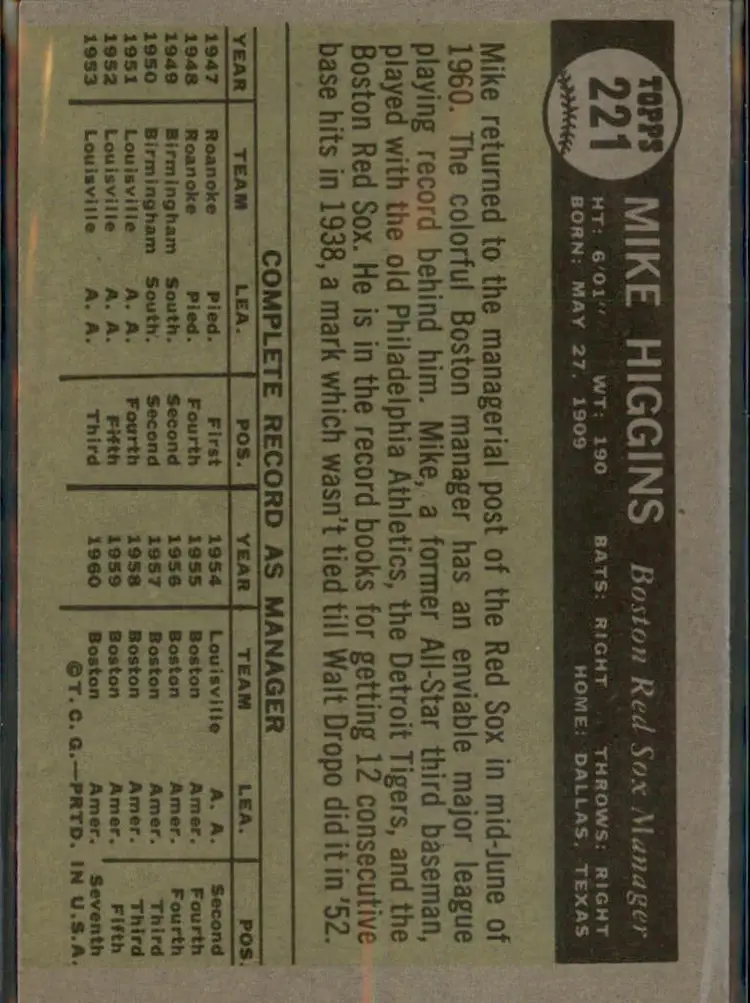 TOPPS
221
MIKE HIGGINS Boston Red Sox Manager
HT: 6'01" WT: 190 BATS: RIGHT THROWS: RIGHT
BORN: MAY 27, 1909 HOME: DALLAS, TEXAS
Mike returned to the managerial post of the Red Sox in mid-June of
1960. The colorful Boston manager has an enviable major league
playing record behind him. Mike, a former All-Star third baseman,
played with the old Philadelphia Athletics, the Detroit Tigers, and the
Boston Red Sox. He is in the record books for getting 12 consecutive
base hits in 1938, a mark which wasn't tied till Walt Dropo did it in '52.
COMPLETE RECORD AS MANAGER
YEAR TEAM LEA. POS. YEAR TEAM LEA. POS.
1947 Roanoke Pied. First 1954 Louisville A. A. Second
1948 Roanoke Pied. Fourth 1955 Boston Amer. Fourth
1949 Birmingham South. Second 1956 Boston Amer. Fourth
1950 Birmingham South. Second 1957 Boston Amer. Third
1951 Louisville A. A. Fourth 1958 Boston Amer. Third
1952 Louisville A. A. Fifth 1959 Boston Amer. Fifth
1953 Louisville A. A. Third 1960 Boston Amer. Seventh
©T. C. G.—PRTD. IN U.S.A.